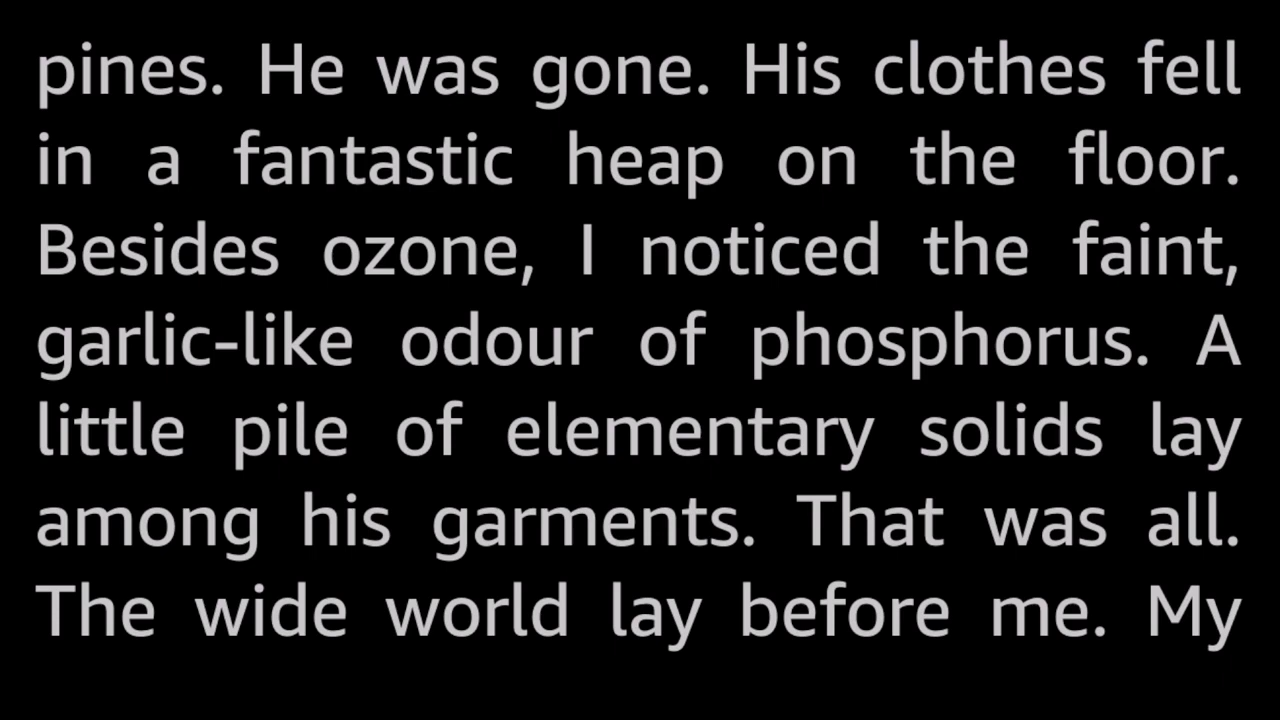 pines. He was gone. His clothes fell
in a fantastic heap on the floor.
Besides ozone, I noticed the faint,
garlic-like odour of phosphorus. A
little pile of elementary solids lay
among his garments. That was all.
The wide world lay before me. My